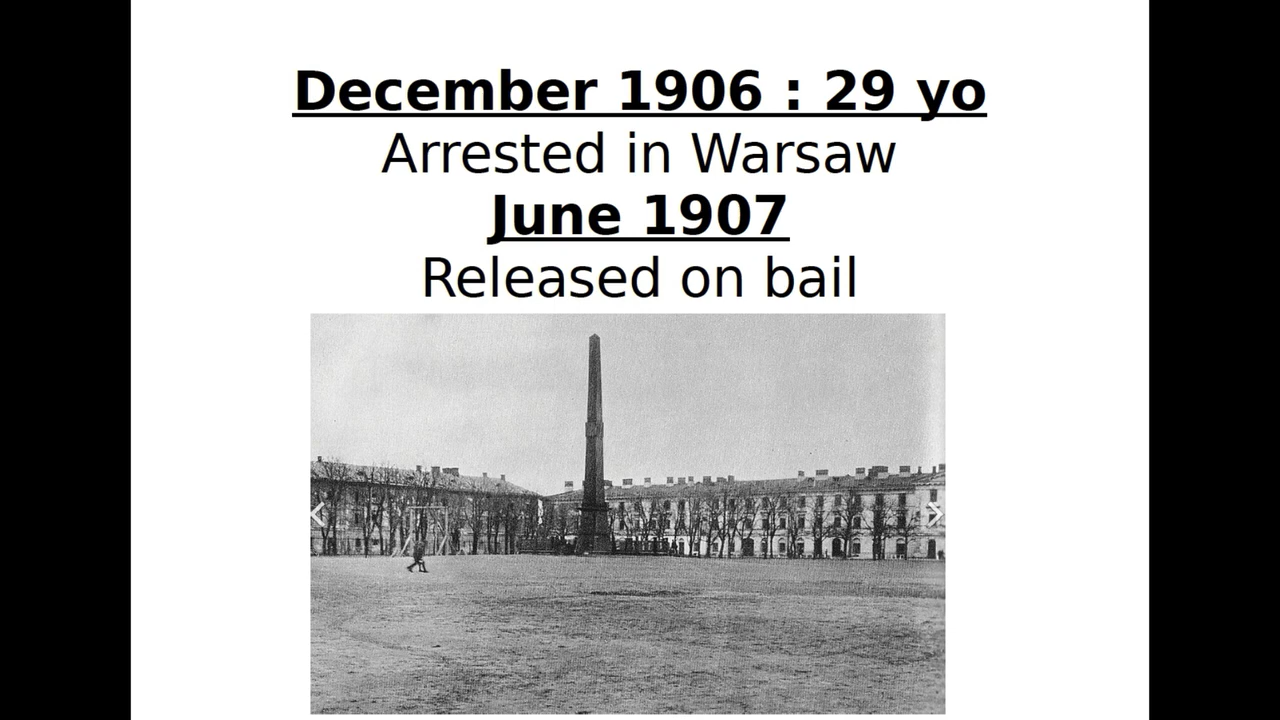 December 1906 : 29 yo
Arrested in Warsaw
June 1907
Released on bail